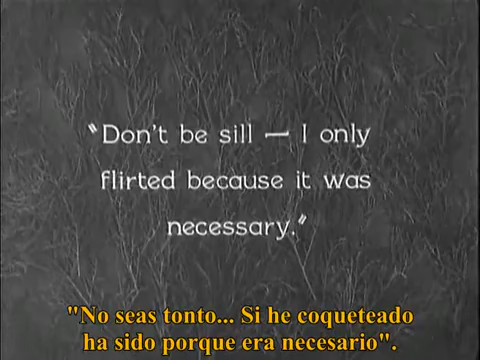 "Don't be sill — I only
flirted because it was
necessary."
"No seas tonto... Si he coqueteado
ha sido porque era necesario".